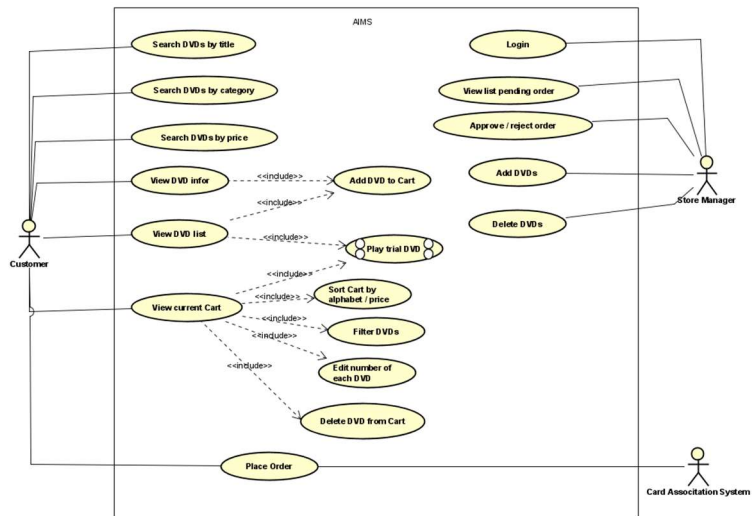 AIMS
Search DVDs by title
Login
Search DVDs by category
View list pending order
Approve / reject order
Search DVDs by price
<<include>>
View DVD infor
Add DVD to Cart
Add DVDs
Store Manager
<<include>>
View DVD list
Delete DVDs
<<include>>
Play trial DVD
Customer
<<include>>
Sort Cart by
alphabet / price
<<include>>
View current Cart
<<include>>
Filter DVDs
<<include>>
Edit number of
each DVD
<<include>>
Delete DVD from Cart
Place Order
Card Associtation System